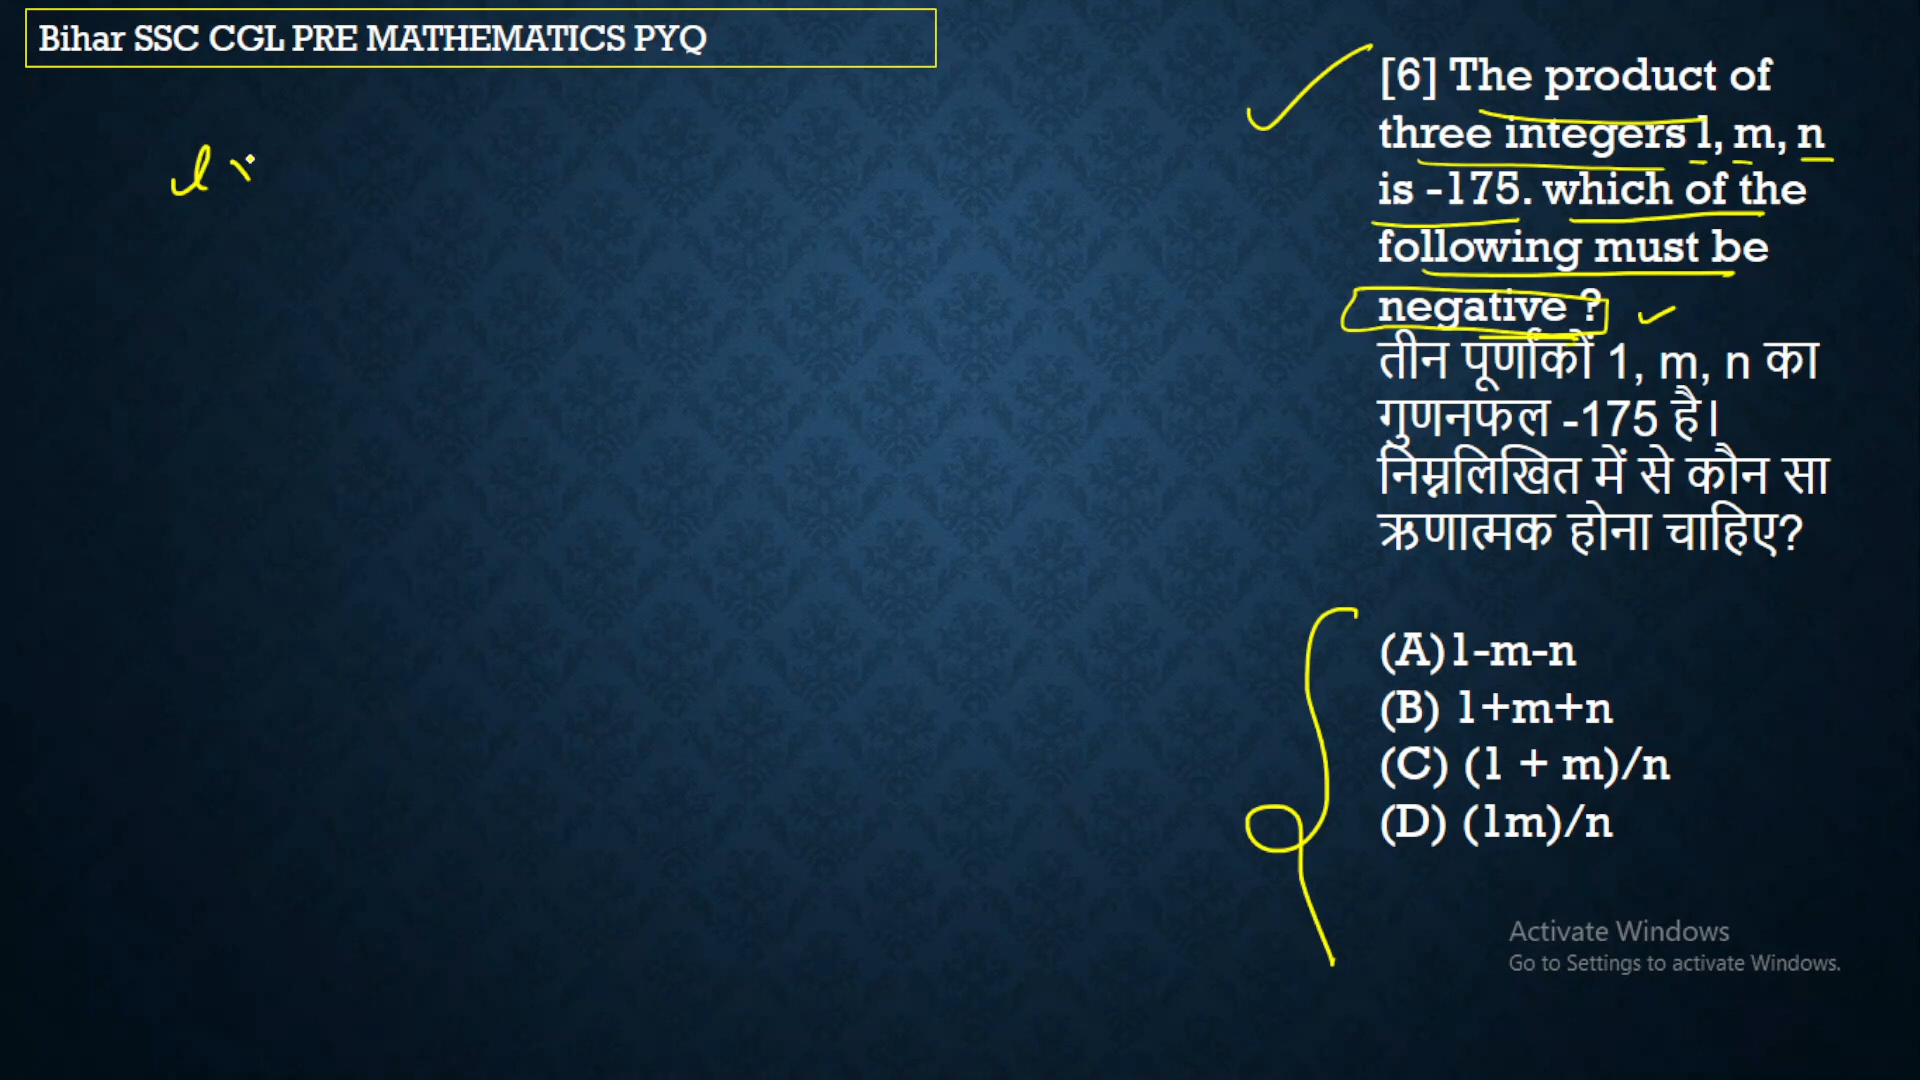 Bihar SSC CGL PRE MATHEMATICS PYQ
l ×
[6] The product of
three integers l, m, n
is -175. which of the
following must be
negative ?
तीन पूर्णाकों 1, m, n का
गुणनफल -175 है।
निम्नलिखित में से कौन सा
ऋणात्मक होना चाहिए?
(A) l-m-n
(B) l+m+n
(C) (l + m)/n
(D) (lm)/n
Activate Windows
Go to Settings to activate Windows.